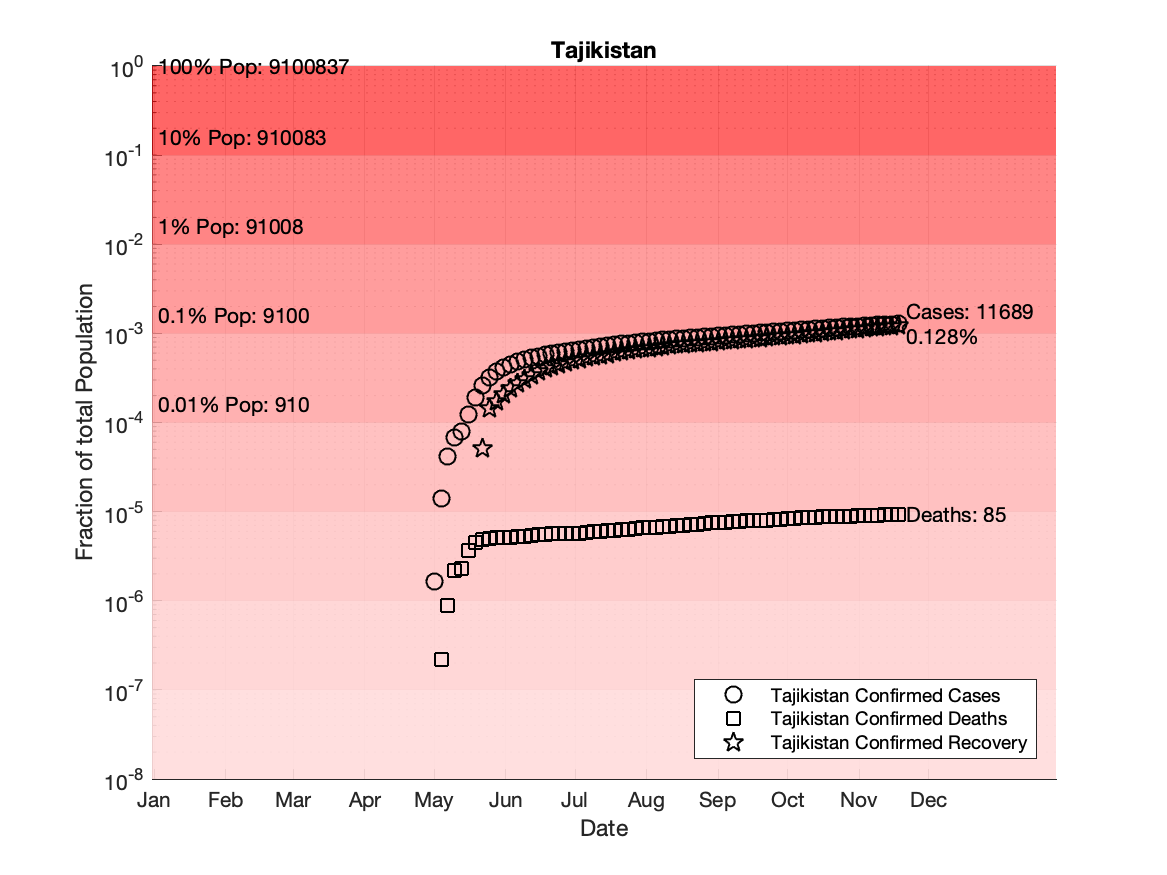 Tajikistan
10^0
100% Pop: 9100837
10% Pop: 910083
10^-1
1% Pop: 91008
10^-2
0.1% Pop: 9100
Cases: 11689
10^-3
0.128%
0.01% Pop: 910
10^-4
10^-5
Deaths: 85
10^-6
10^-7
10^-8
Fraction of total Population
Tajikistan Confirmed Cases
Tajikistan Confirmed Deaths
Tajikistan Confirmed Recovery
Jan Feb Mar Apr May Jun Jul Aug Sep Oct Nov Dec
Date